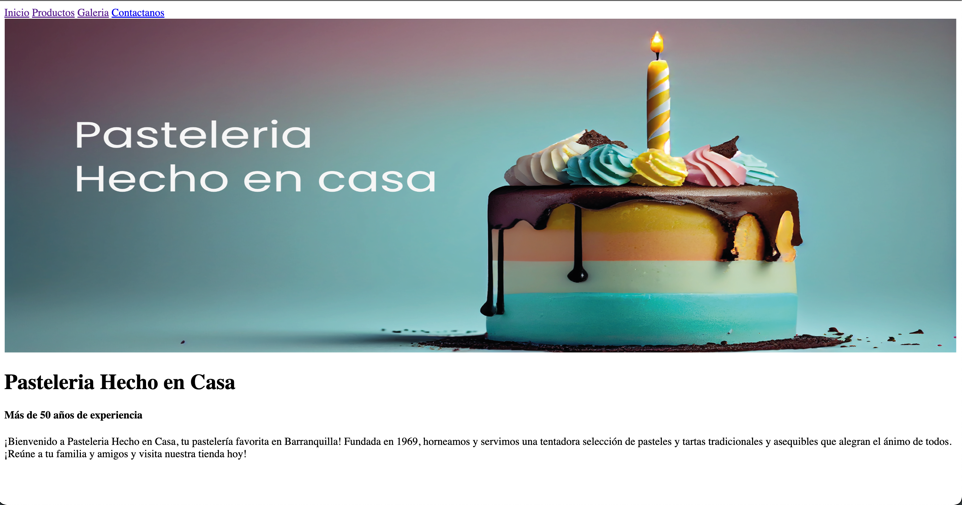 Inicio Productos Galeria Contactanos
Pasteleria
Hecho en casa
Pasteleria Hecho en Casa
Más de 50 años de experiencia
¡Bienvenido a Pasteleria Hecho en Casa, tu pastelería favorita en Barranquilla! Fundada en 1969, horneamos y servimos una tentadora selección de pasteles y tartas tradicionales y asequibles que alegran el ánimo de todos.
¡Reúne a tu familia y amigos y visita nuestra tienda hoy!